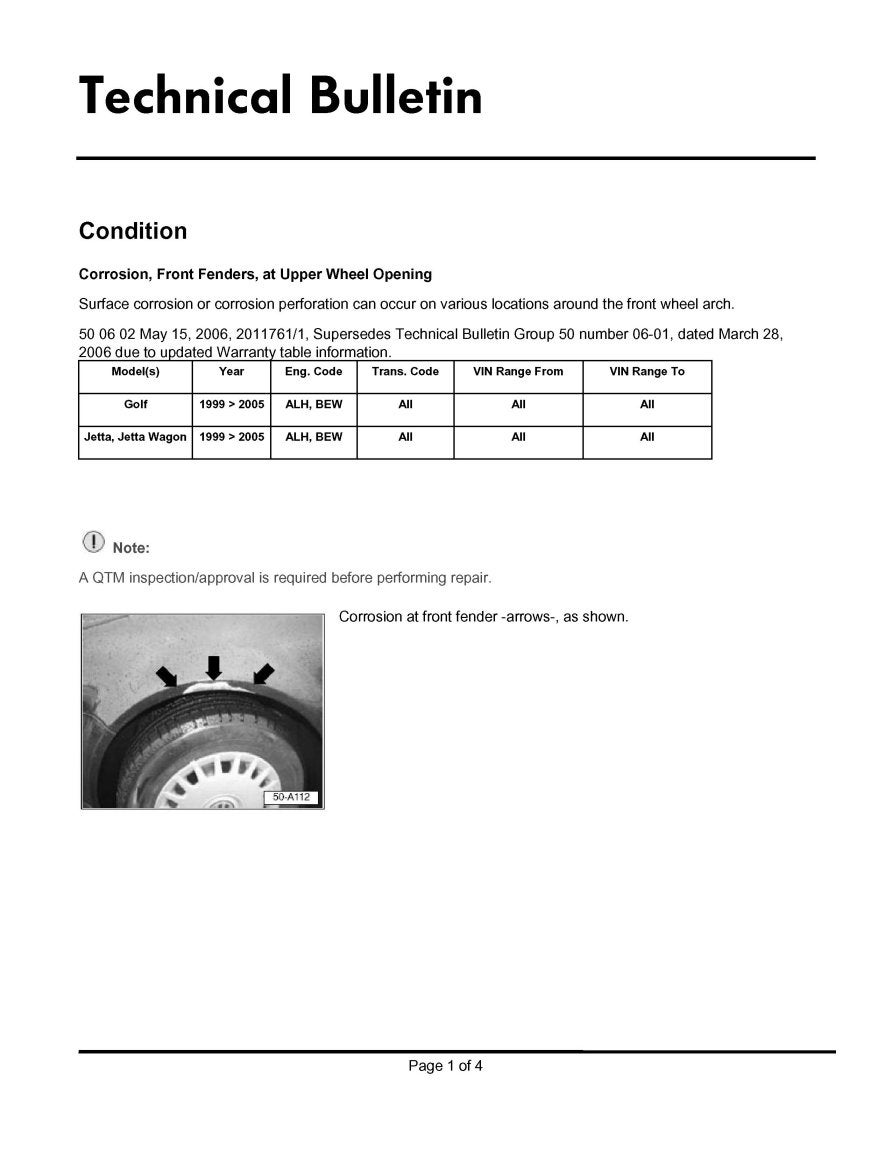 Technical Bulletin
Condition
Corrosion, Front Fenders, at Upper Wheel Opening
Surface corrosion or corrosion perforation can occur on various locations around the front wheel arch.
50 06 02 May 15, 2006, 2011761/1, Supersedes Technical Bulletin Group 50 number 06-01, dated March 28,
2006 due to updated Warranty table information.
Model(s) Year Eng. Code Trans. Code VIN Range From VIN Range To
Golf 1999 > 2005 ALH, BEW All All All
Jetta, Jetta Wagon 1999 > 2005 ALH, BEW All All All
Note:
A QTM inspection/approval is required before performing repair.
Corrosion at front fender -arrows-, as shown.
50-A112
Page 1 of 4